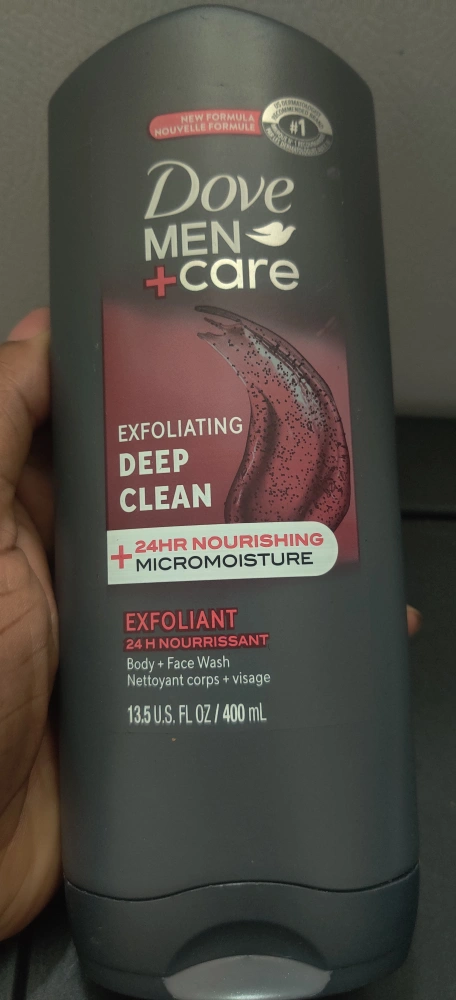 NEW FORMULA
NOUVELLE FORMULE
#1
Dove
MEN
+care
EXFOLIATING
DEEP
CLEAN
+24HR NOURISHING
MICROMOISTURE
EXFOLIANT
24 H NOURRISSANT
Body + Face Wash
Nettoyant corps + visage
13.5 U.S. FL OZ / 400 mL